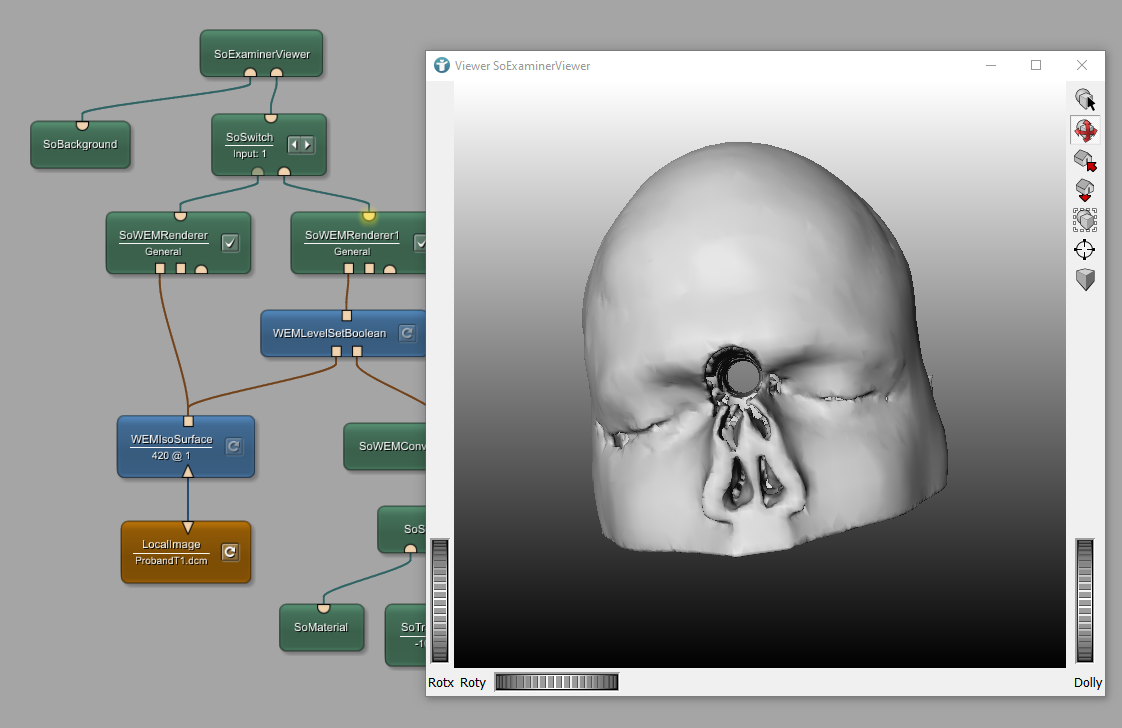 SoExaminerViewer
Viewer SoExaminerViewer
SoBackground
SoSwitch
Input: 1
SoWEMRenderer
General
SoWEMRenderer1
General
WEMLevelSetBoolean
WEMIsoSurface
420 @ 1
SoWEMConv
LocalImage
ProbandT1.dcm
SoS
SoMaterial
SoTr
-10
Rotx Roty
Dolly